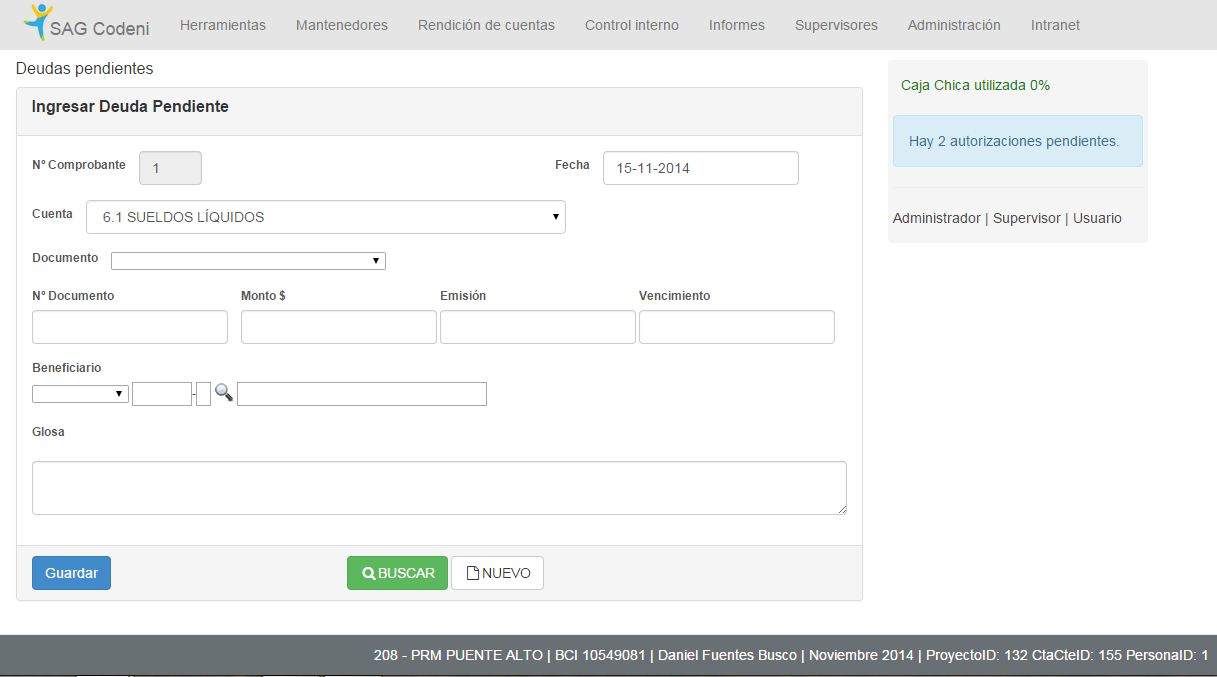 SAG Codeni Herramientas Mantenedores Rendición de cuentas Control interno Informes Supervisores Administración Intranet
Deudas pendientes
Ingresar Deuda Pendiente
Nº Comprobante 1 Fecha 15-11-2014
Cuenta 6.1 SUELDOS LÍQUIDOS
Documento
Nº Documento Monto $ Emisión Vencimiento
Beneficiario
-
Glosa
Guardar BUSCAR NUEVO
Caja Chica utilizada 0%
Hay 2 autorizaciones pendientes.
Administrador | Supervisor | Usuario
208 - PRM PUENTE ALTO | BCI 10549081 | Daniel Fuentes Busco | Noviembre 2014 | ProyectoID: 132 CtaCteID: 155 PersonaID: 1